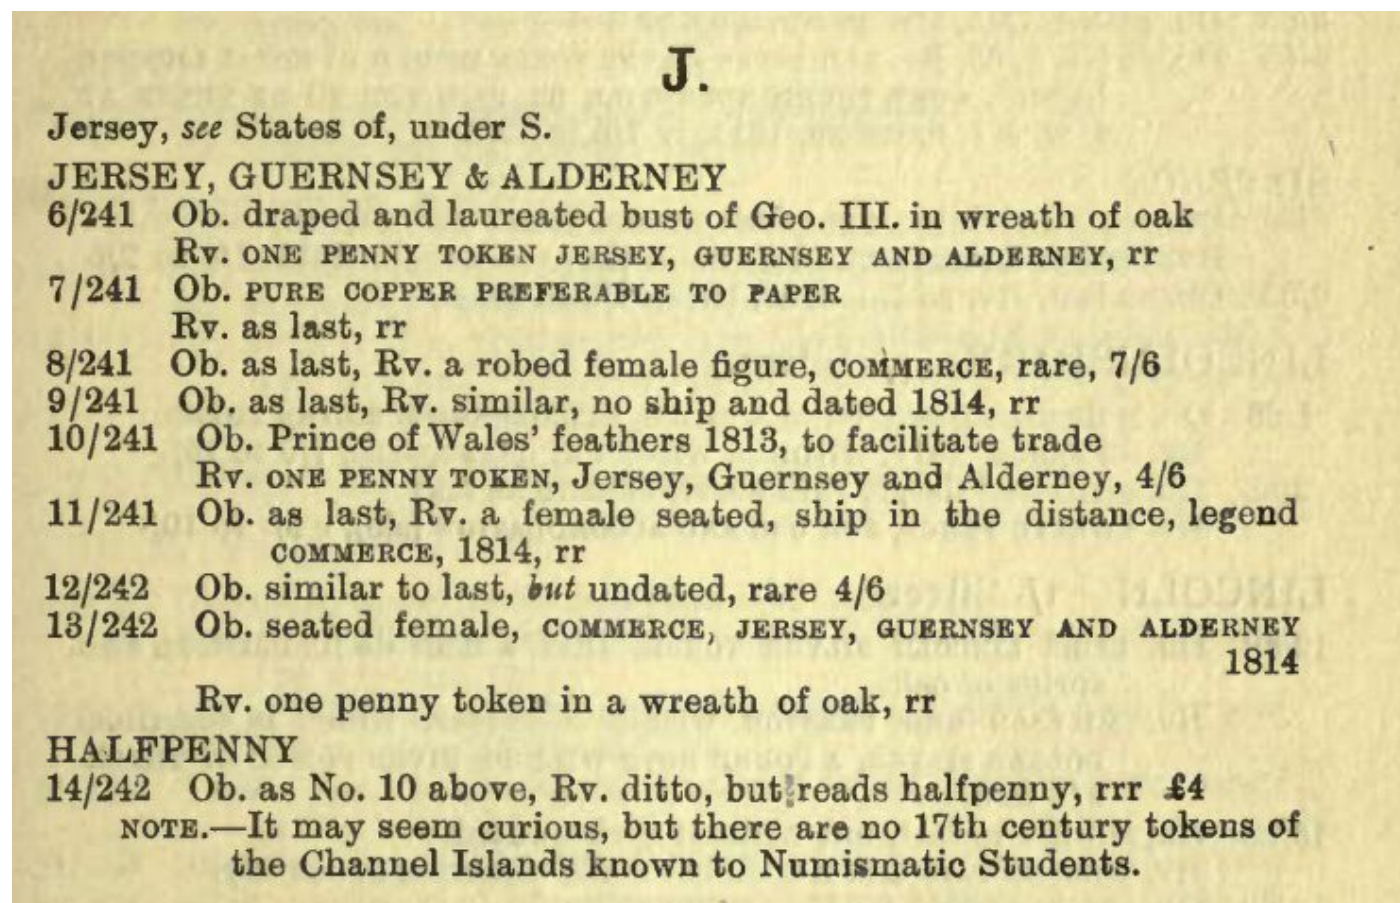 J.
Jersey, see States of, under S.
JERSEY, GUERNSEY & ALDERNEY
6/241 Ob. draped and laureated bust of Geo. III. in wreath of oak
Rv. ONE PENNY TOKEN JERSEY, GUERNSEY AND ALDERNEY, rr
7/241 Ob. PURE COPPER PREFERABLE TO PAPER
Rv. as last, rr
8/241 Ob. as last, Rv. a robed female figure, COMMERCE, rare, 7/6
9/241 Ob. as last, Rv. similar, no ship and dated 1814, rr
10/241 Ob. Prince of Wales' feathers 1813, to facilitate trade
Rv. ONE PENNY TOKEN, Jersey, Guernsey and Alderney, 4/6
11/241 Ob. as last, Rv. a female seated, ship in the distance, legend
COMMERCE, 1814, rr
12/242 Ob. similar to last, but undated, rare 4/6
13/242 Ob. seated female, COMMERCE, JERSEY, GUERNSEY AND ALDERNEY
1814
Rv. one penny token in a wreath of oak, rr
HALFPENNY
14/242 Ob. as No. 10 above, Rv. ditto, but reads halfpenny, rrr £4
NOTE.—It may seem curious, but there are no 17th century tokens of
the Channel Islands known to Numismatic Students.